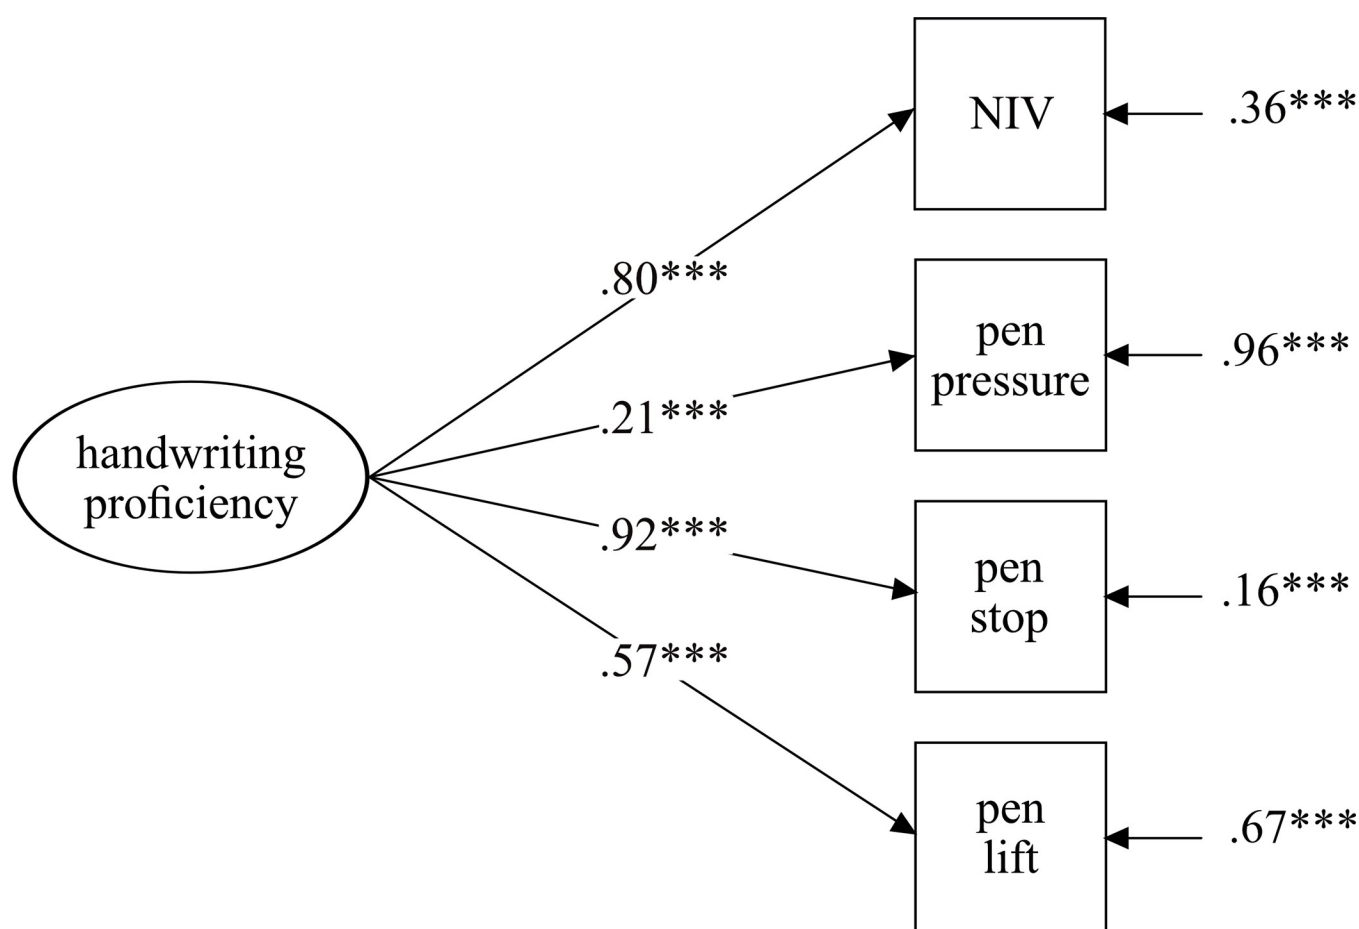 NIV
.36***
.80***
pen
pressure
.96***
.21***
handwriting
proficiency
.92***
pen
stop
.16***
.57***
pen
lift
.67***